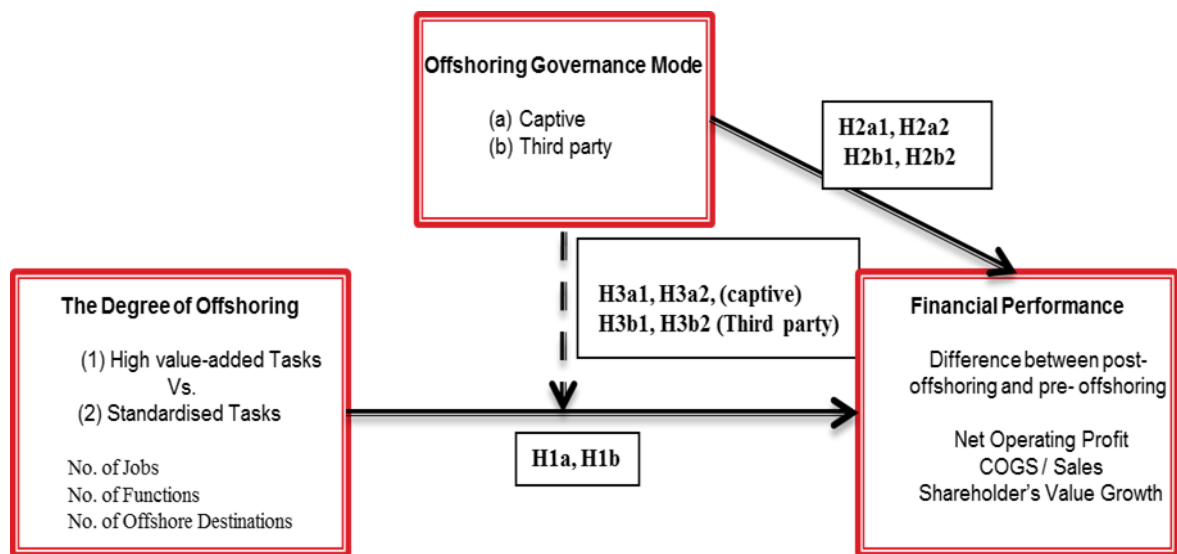 Offshoring Governance Mode
(a) Captive
(b) Third party
H2a1, H2a2
H2b1, H2b2
H3a1, H3a2, (captive)
H3b1, H3b2 (Third party)
The Degree of Offshoring
(1) High value-added Tasks
Vs.
(2) Standardised Tasks
No. of Jobs
No. of Functions
No. of Offshore Destinations
H1a, H1b
Financial Performance
Difference between post-
offshoring and pre- offshoring
Net Operating Profit
COGS / Sales
Shareholder's Value Growth